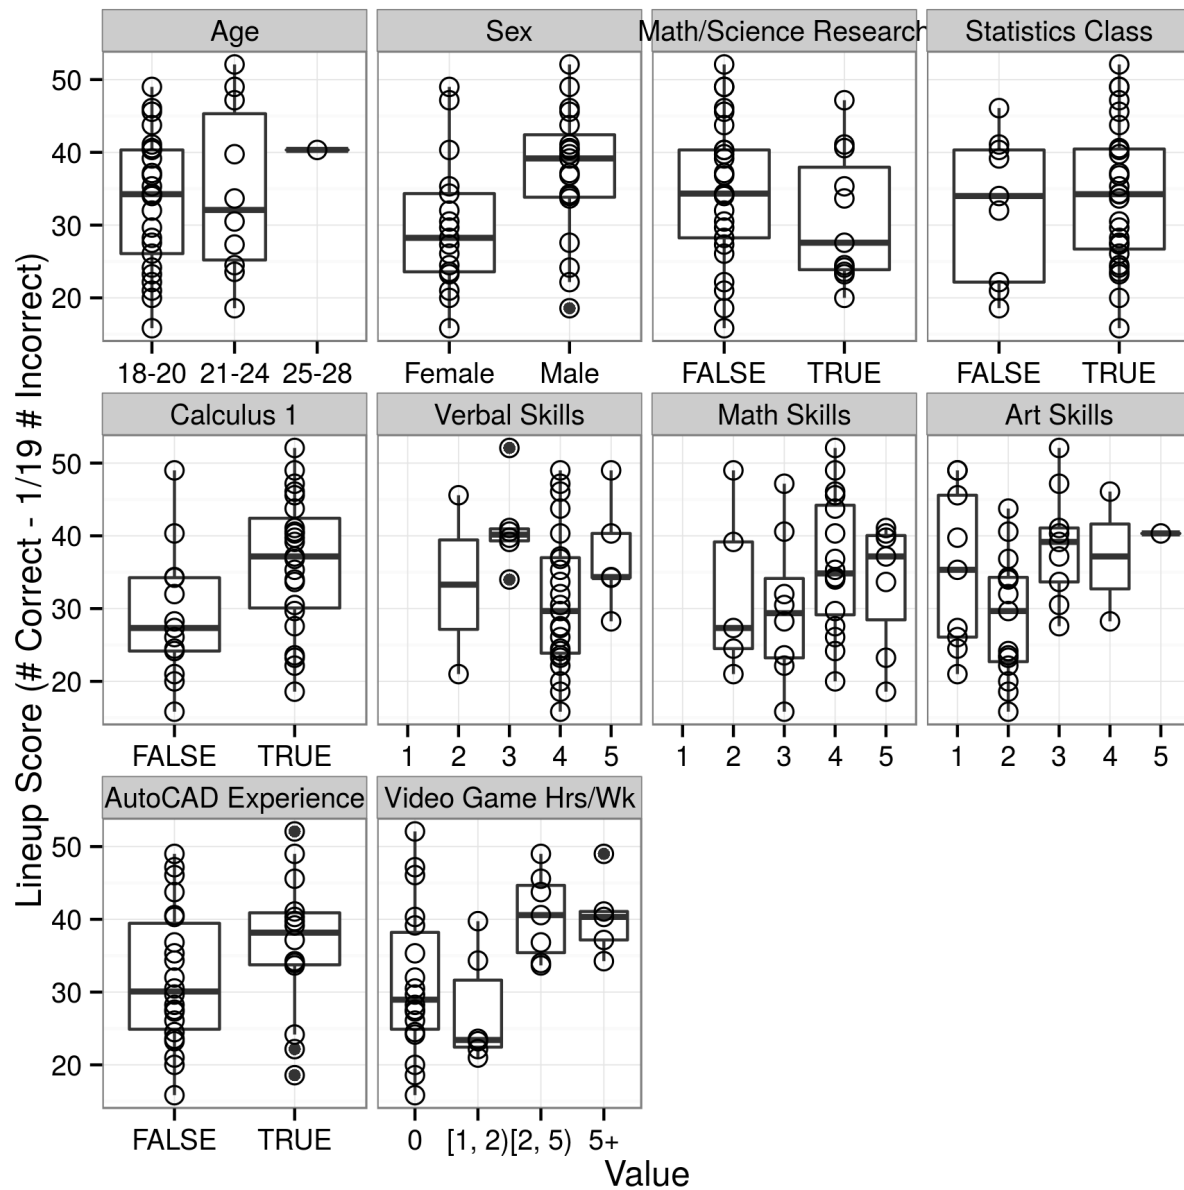 Age Sex Math/Science Research Statistics Class
50
40
30
20
18-20 21-24 25-28 Female Male FALSE TRUE FALSE TRUE
Calculus 1 Verbal Skills Math Skills Art Skills
50
40
30
20
FALSE TRUE 1 2 3 4 5 1 2 3 4 5 1 2 3 4 5
AutoCAD Experience Video Game Hrs/Wk
50
40
30
20
FALSE TRUE 0 [1, 2) [2, 5) 5+
Lineup Score (# Correct - 1/19 # Incorrect)
Value